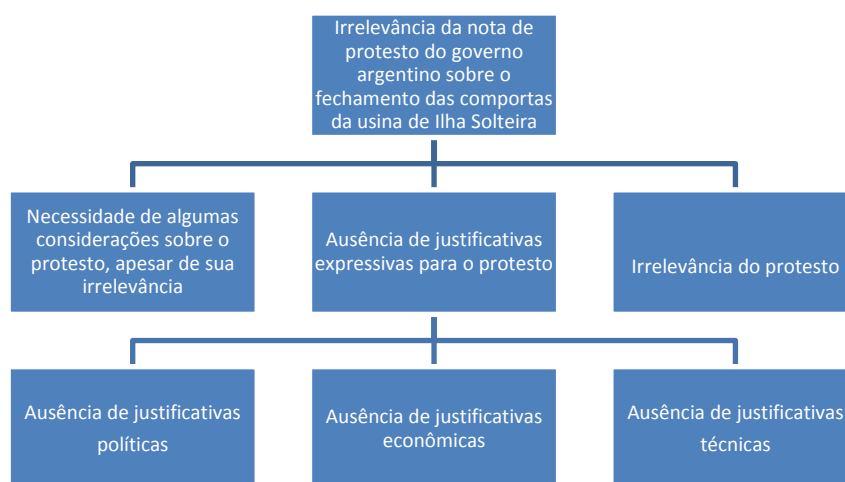 Irrelevância da nota de
protesto do governo
argentino sobre o
fechamento das comportas
da usina de Ilha Solteira
Necessidade de algumas
considerações sobre o
protesto, apesar de sua
irrelevância
Ausência de justificativas
expressivas para o protesto
Irrelevância do protesto
Ausência de justificativas
políticas
Ausência de justificativas
econômicas
Ausência de justificativas
técnicas